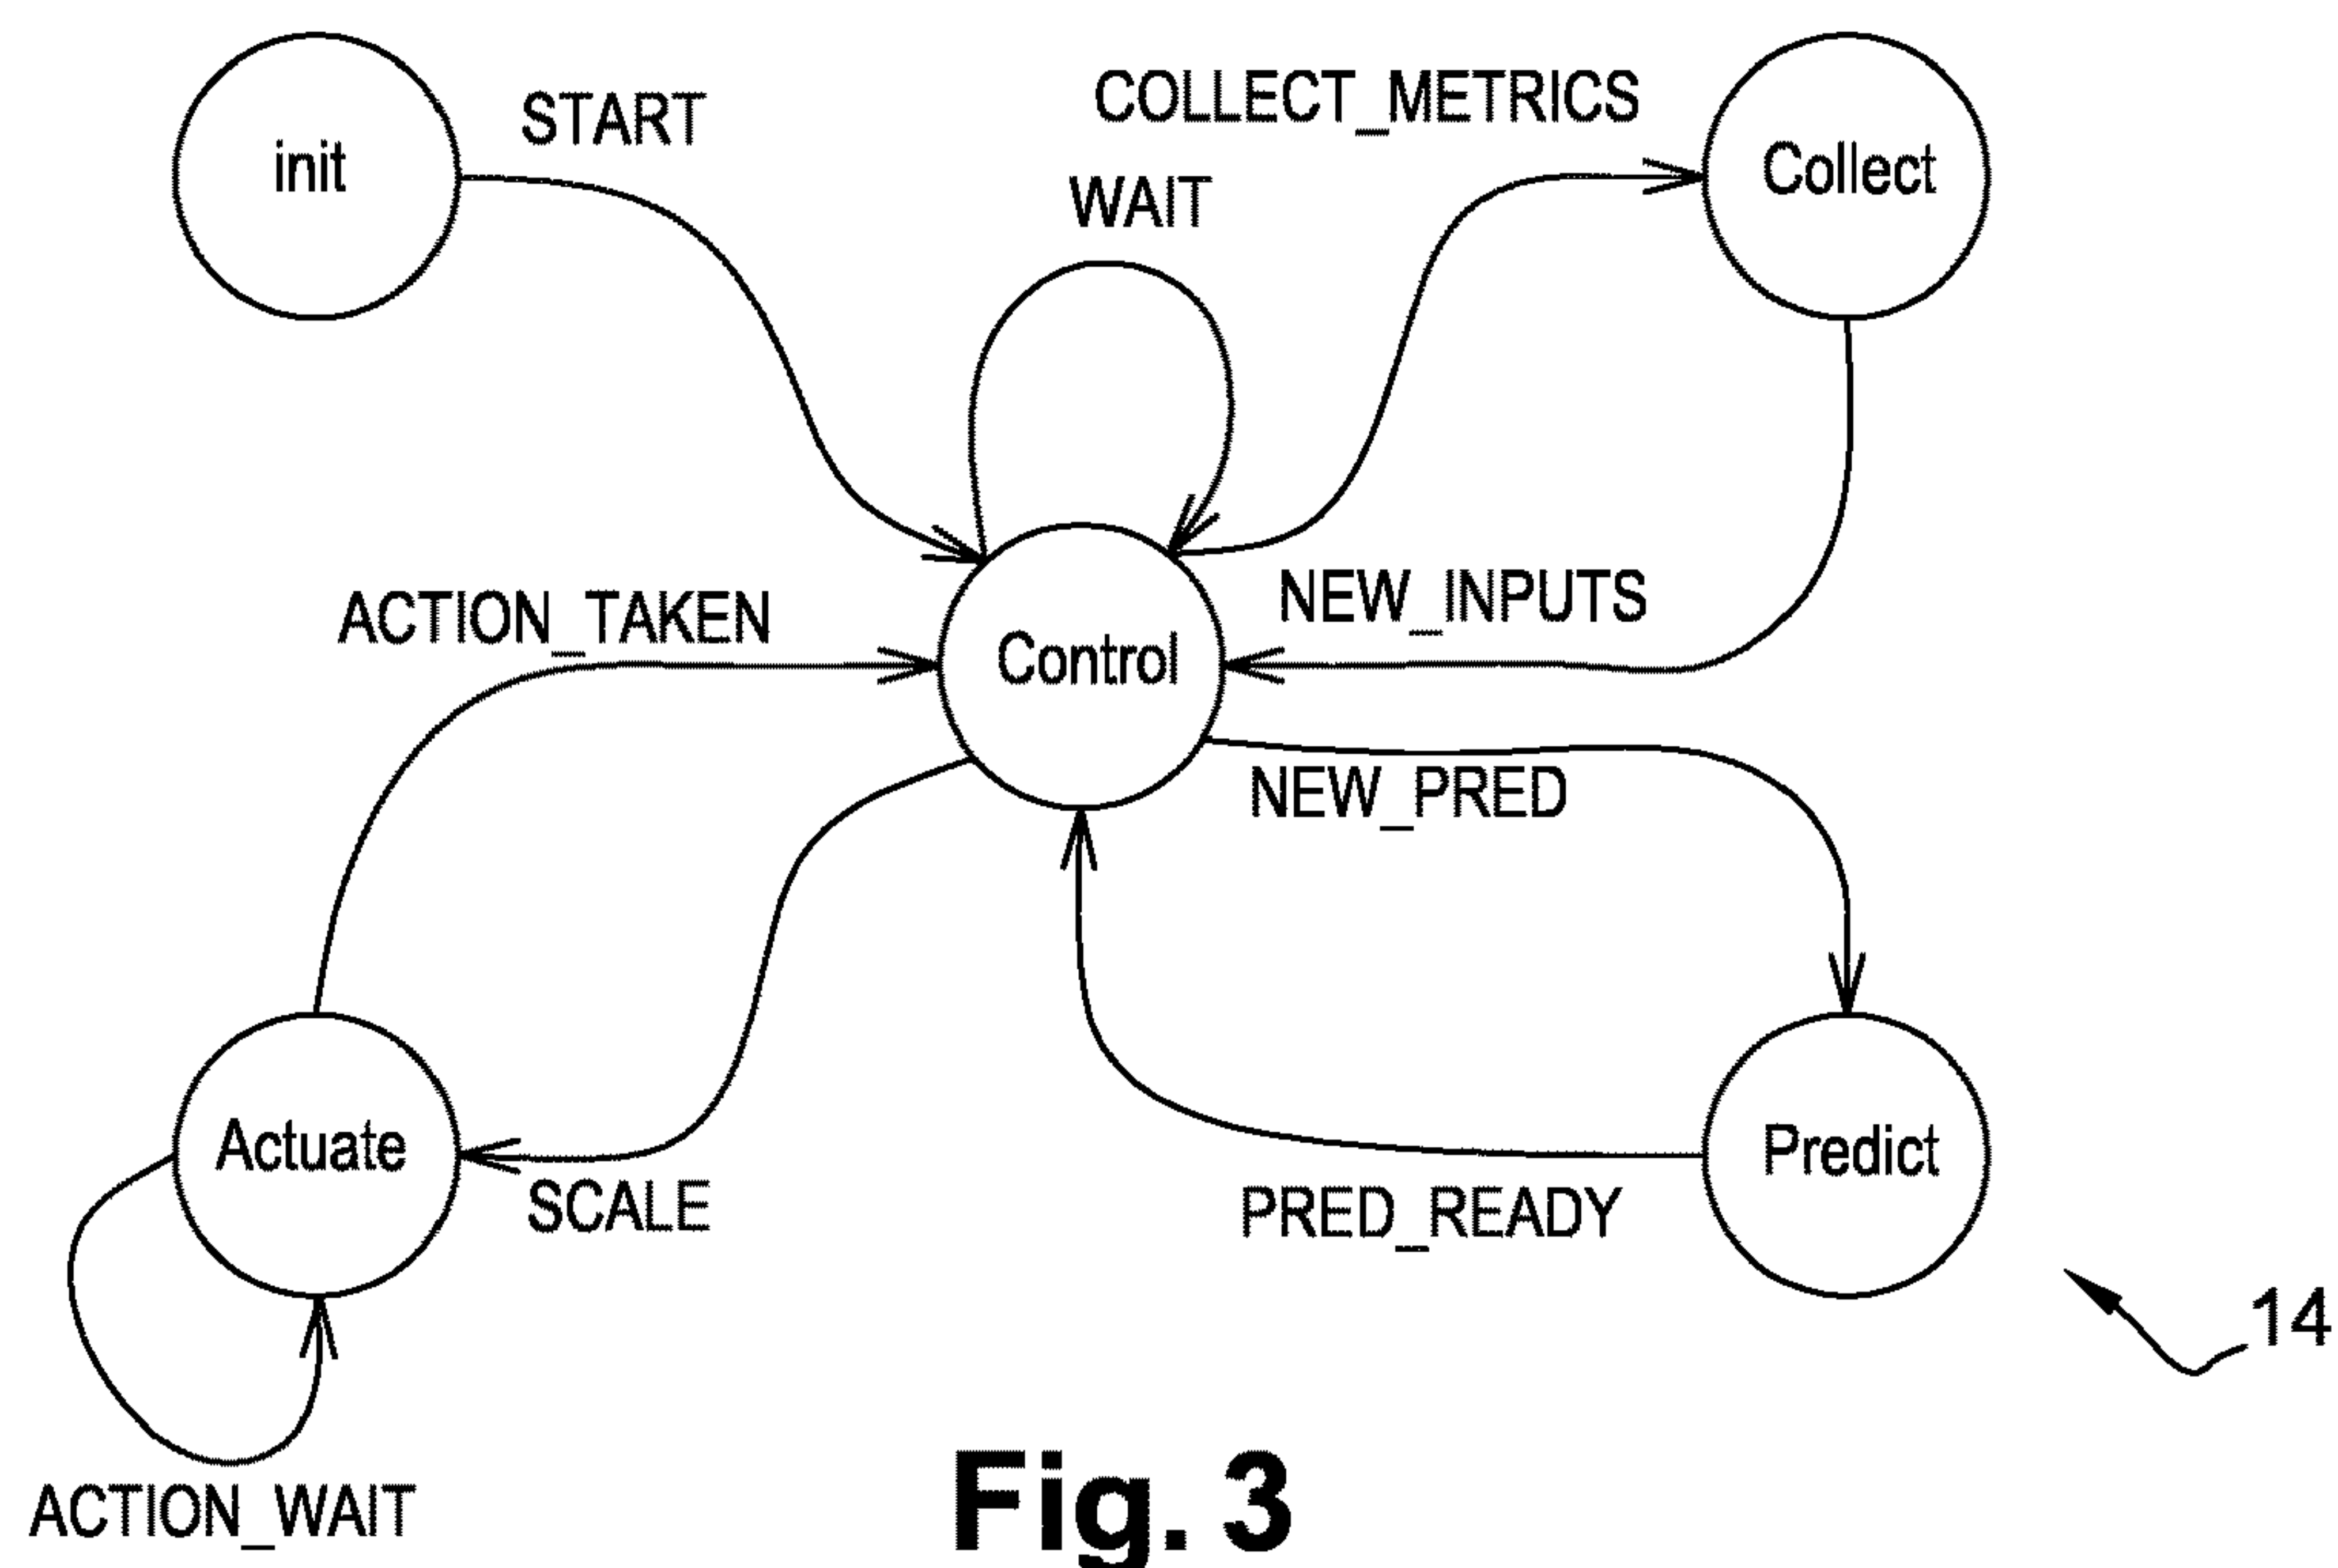 init
START
COLLECT_METRICS
WAIT
Collect
ACTION_TAKEN
NEW_INPUTS
Control
NEW_PRED
Actuate
SCALE
PRED_READY
Predict
14
ACTION_WAIT
Fig. 3